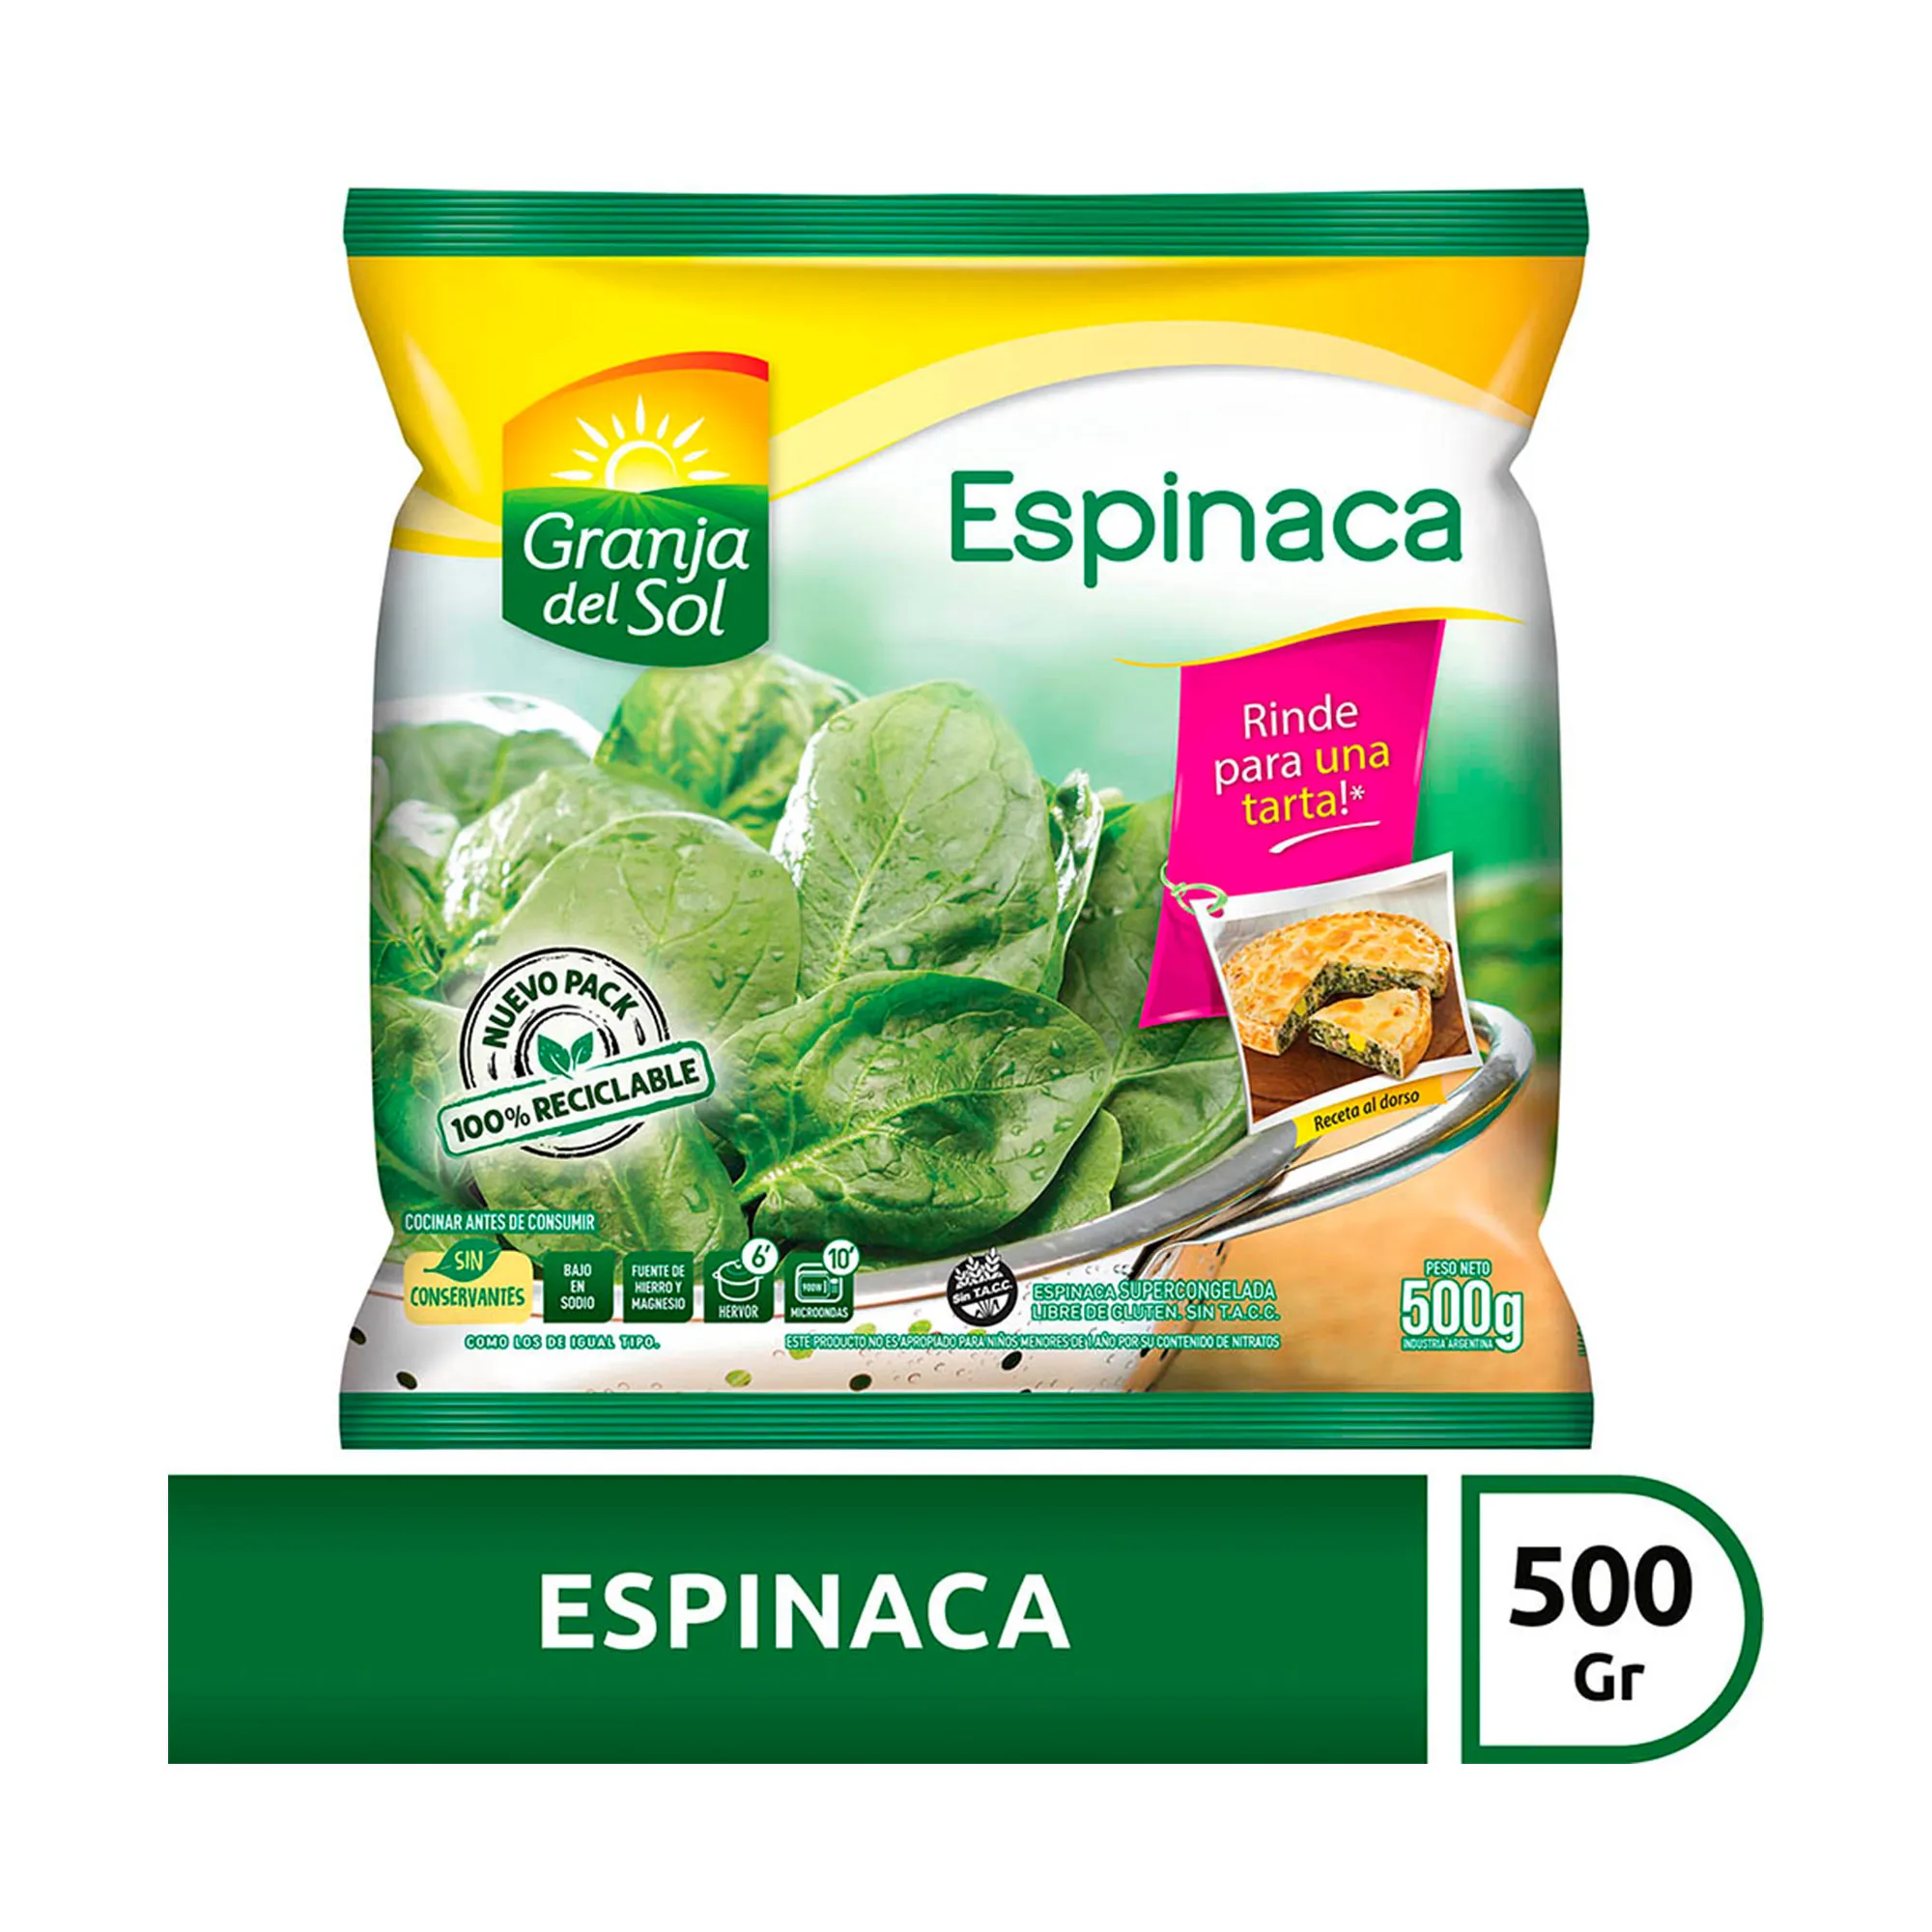 Granja
del Sol
Espinaca
Rinde
para una
tarta!*
Receta al dorso
NUEVO PACK
100% RECICLABLE
COCINAR ANTES DE CONSUMIR
SIN
CONSERVANTES
BAJO
EN
SODIO
FUENTE DE
HIERRO Y
MAGNESIO
6'
HERVOR
10'
900W
MICROONDAS
COMO LOS DE IGUAL TIPO.
Sin T.A.C.C.
ESPINACA SUPERCONGELADA
LIBRE DE GLUTEN. SIN T.A.C.C.
ESTE PRODUCTO NO ES APROPIADO PARA NIÑOS MENORES DE 1 AÑO POR SU CONTENIDO DE NITRATOS
PESO NETO
500g
INDUSTRIA ARGENTINA
ESPINACA
500
Gr